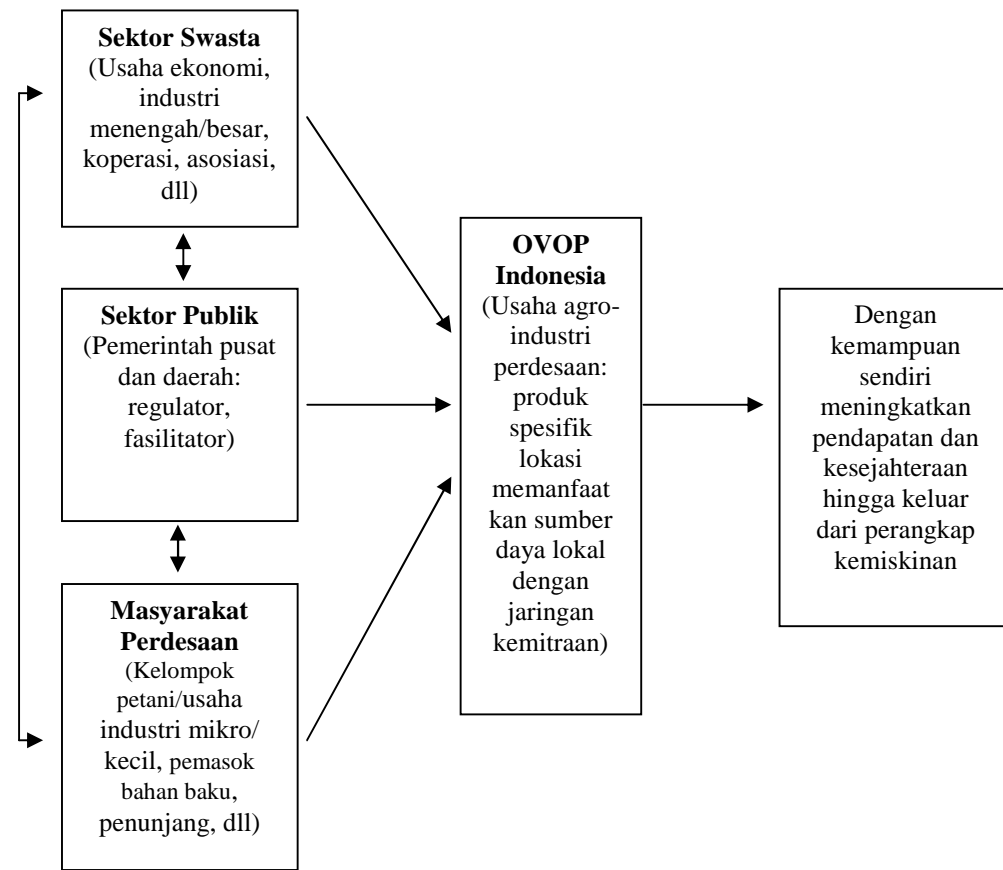 Sektor Swasta
(Usaha ekonomi,
industri
menengah/besar,
koperasi, asosiasi,
dll)
Sektor Publik
(Pemerintah pusat
dan daerah:
regulator,
fasilitator)
Masyarakat
Perdesaan
(Kelompok
petani/usaha
industri mikro/
kecil, pemasok
bahan baku,
penunjang, dll)
OVOP
Indonesia
(Usaha agro-
industri
perdesaan:
produk
spesifik
lokasi
memanfaat
kan sumber
daya lokal
dengan
jaringan
kemitraan)
Dengan
kemampuan
sendiri
meningkatkan
pendapatan dan
kesejahteraan
hingga keluar
dari perangkap
kemiskinan